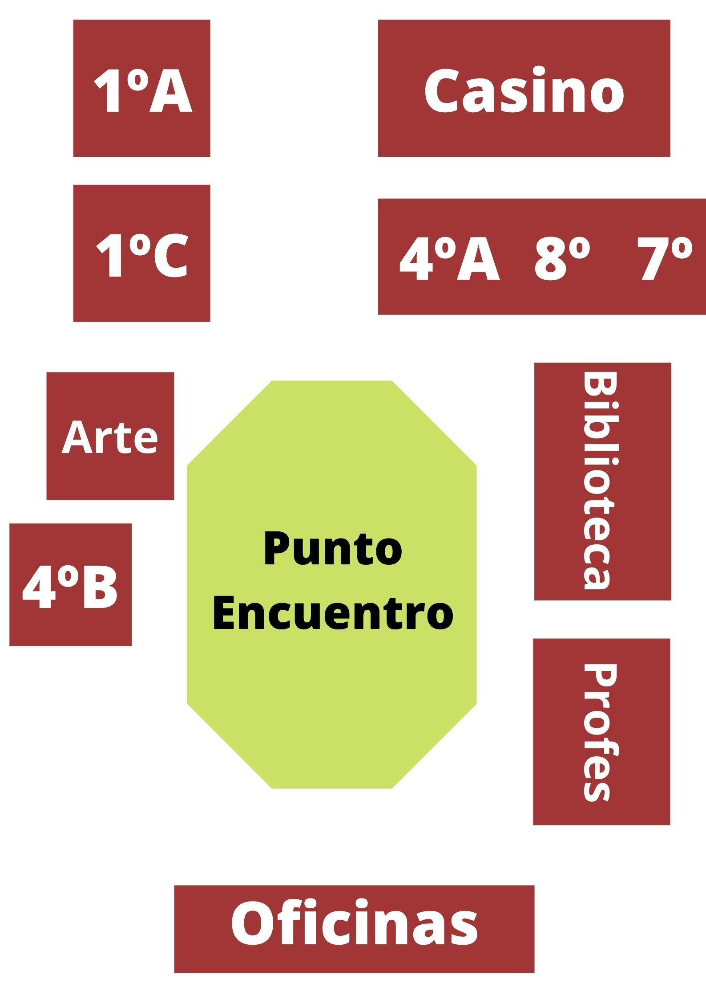 1ºA
Casino
1ºC
4ºA 8º 7º
Arte
Biblioteca
4ºB
Punto
Encuentro
Profes
Oficinas